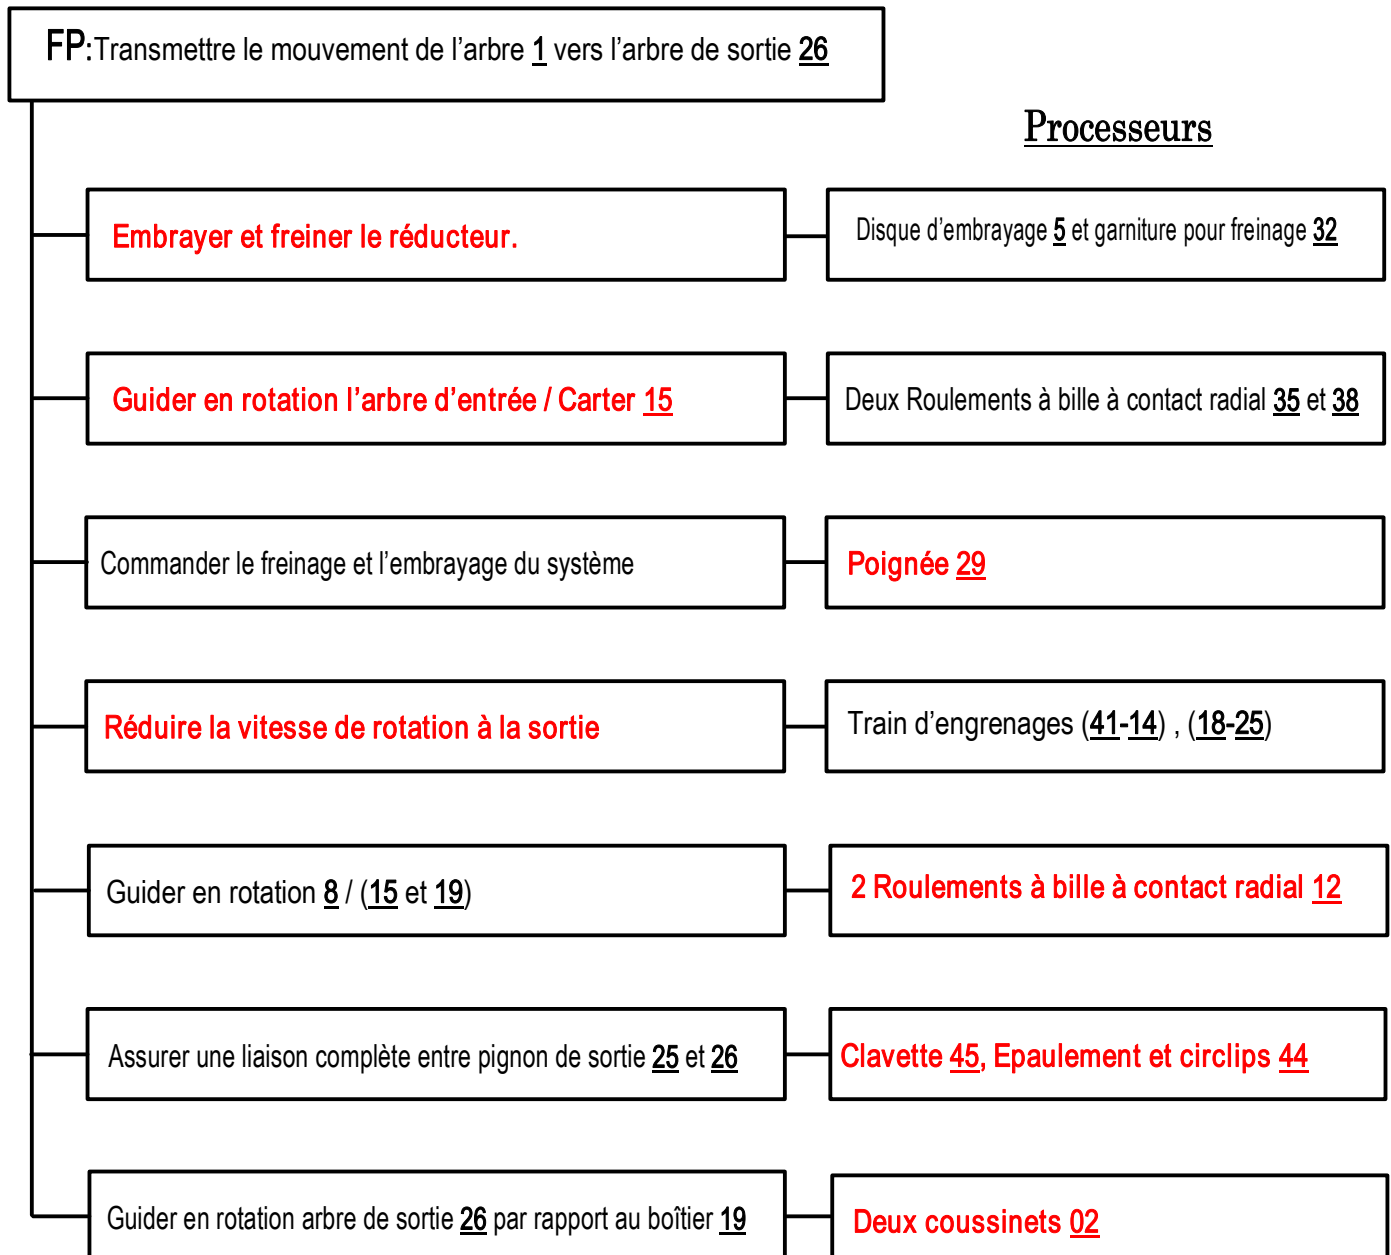 FP:Transmettre le mouvement de l’arbre 1 vers l’arbre de sortie 26
Processeurs
Embrayer et freiner le réducteur.
Disque d’embrayage 5 et garniture pour freinage 32
Guider en rotation l’arbre d’entrée / Carter 15
Deux Roulements à bille à contact radial 35 et 38
Commander le freinage et l’embrayage du système
Poignée 29
Réduire la vitesse de rotation à la sortie
Train d’engrenages (41-14) , (18-25)
Guider en rotation 8 / (15 et 19)
2 Roulements à bille à contact radial 12
Assurer une liaison complète entre pignon de sortie 25 et 26
Clavette 45, Epaulement et circlips 44
Guider en rotation arbre de sortie 26 par rapport au boîtier 19
Deux coussinets 02